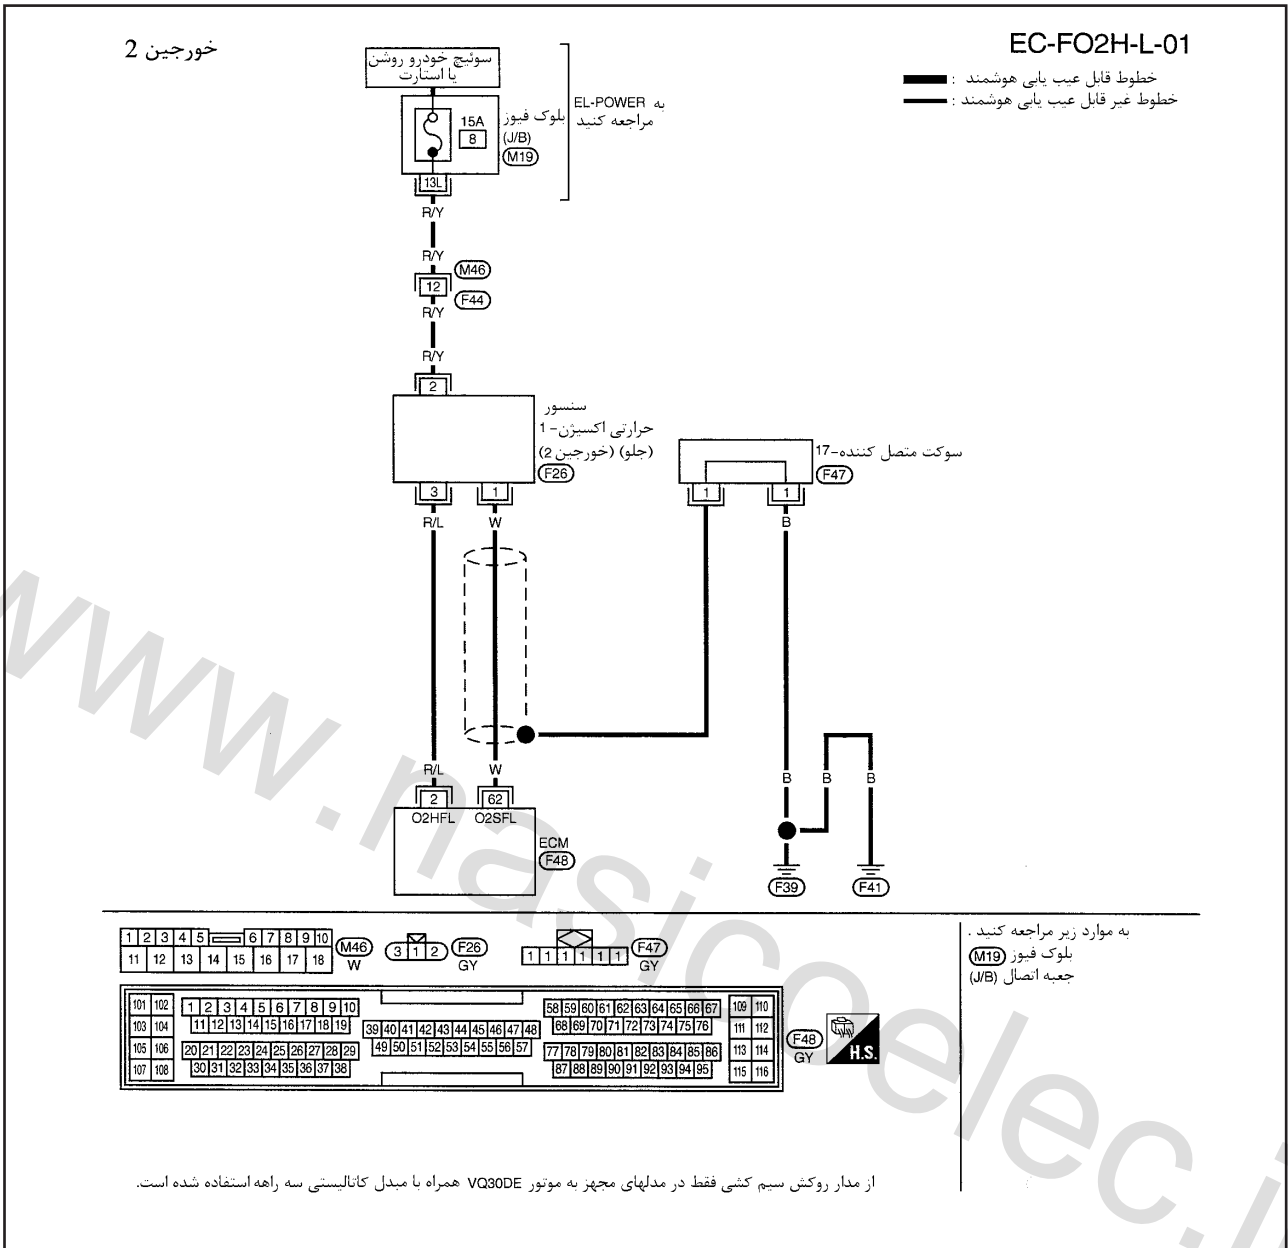 خورجین 2
EC-FO2H-L-01
خطوط قابل عیب یابی هوشمند :
خطوط غیر قابل عیب یابی هوشمند :
سوئیچ خودرو روشن
یا استارت
به EL-POWER
مراجعه کنید
15A
8
بلوک فیوز
(J/B)
M19
13L
R/Y
R/Y
M46
12
F44
R/Y
R/Y
2
سنسور
حرارتی اکسیژن-1
(جلو) (خورجین 2)
F26
سوکت متصل کننده-17
F47
3 1
1 1
R/L W
B
R/L W
B B B
2 62
O2HFL O2SFL
ECM
F48
F39 F41
1 2 3 4 5 6 7 8 9 10
11 12 13 14 15 16 17 18
M46
W
3 1 2
F26
GY
1 1 1 1 1 1
F47
GY
به موارد زیر مراجعه کنید .
بلوک فیوز M19
جعبه اتصال (J/B)
101 102 1 2 3 4 5 6 7 8 9 10 58 59 60 61 62 63 64 65 66 67 109 110
103 104 11 12 13 14 15 16 17 18 19 39 40 41 42 43 44 45 46 47 48 68 69 70 71 72 73 74 75 76 111 112
105 106 20 21 22 23 24 25 26 27 28 29 49 50 51 52 53 54 55 56 57 77 78 79 80 81 82 83 84 85 86 113 114
107 108 30 31 32 33 34 35 36 37 38 87 88 89 90 91 92 93 94 95 115 116
F48
GY
H.S.
از مدار روکش سیم کشی فقط در مدلهای مجهز به موتور VQ30DE همراه با مبدل کاتالیستی سه راهه استفاده شده است.
www.nasicoelec.i